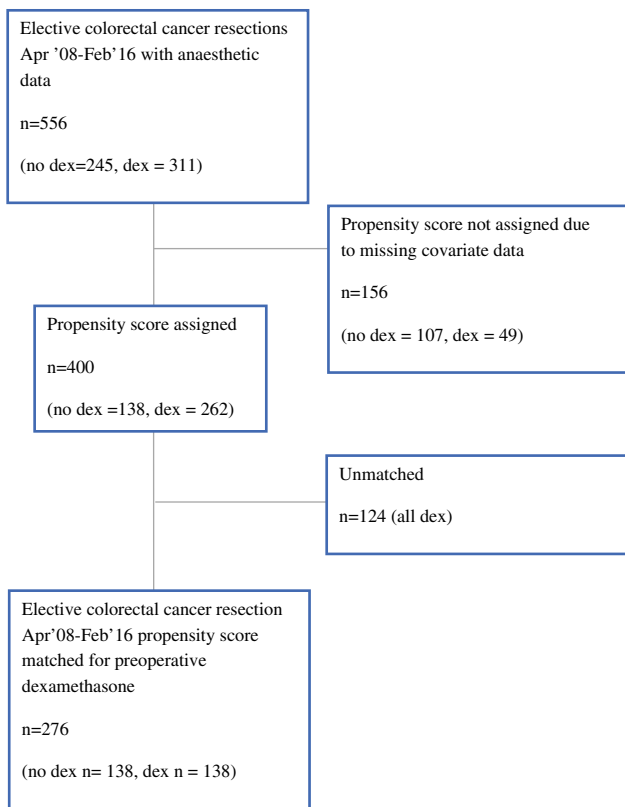 Elective colorectal cancer resections
Apr ’08-Feb’16 with anaesthetic
data
n=556
(no dex=245, dex = 311)
Propensity score not assigned due
to missing covariate data
n=156
(no dex = 107, dex = 49)
Propensity score assigned
n=400
(no dex =138, dex = 262)
Unmatched
n=124 (all dex)
Elective colorectal cancer resection
Apr’08-Feb’16 propensity score
matched for preoperative
dexamethasone
n=276
(no dex n= 138, dex n = 138)